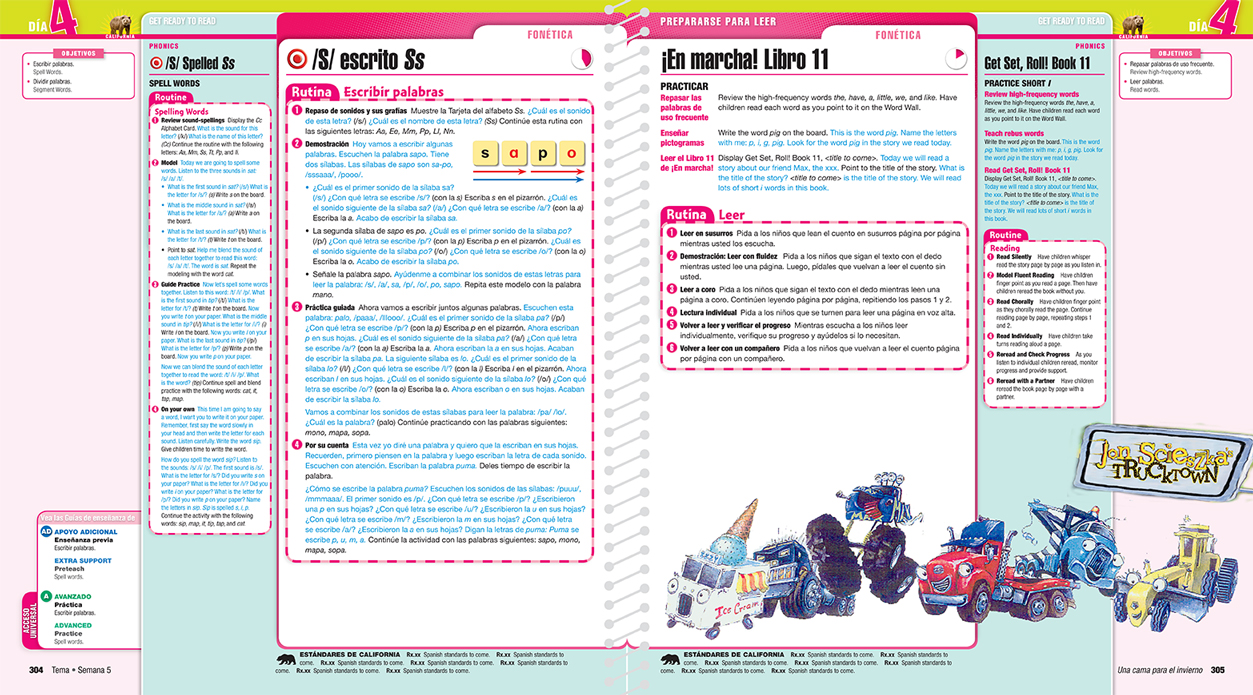 DÍA 4
CALIFORNIA
OBJETIVOS
• Escribir palabras.
Spell Words.
• Dividir palabras.
Segment Words.
Vea las Guías de enseñanza de
AD APOYO ADICIONAL
Enseñanza previa
Escribir palabras.
EXTRA SUPPORT
Preteach
Spell words.
A AVANZADO
Práctica
Escribir palabras.
ADVANCED
Practice
Spell words.
ACCESO
UNIVERSAL
304 Tema • Semana 5
GET READY TO READ
PHONICS
/S/ Spelled Ss
SPELL WORDS
Routine
Spelling Words
1 Review sound-spellings Display the Cc
Alphabet Card. What is the sound for this
letter? (/k/) What is the name of this letter?
(Cc) Continue the routine with the following
letters: Aa, Mm, Ss, Tt, Pp, and Ii.
2 Model Today we are going to spell some
words. Listen to the three sounds in sat:
/s/ /a/ /t/.
• What is the first sound in sat? (/s/) What is
the letter for /s/? (s) Write s on the board.
• What is the middle sound in sat? (/a/)
What is the letter for /a/? (a) Write a on
the board.
• What is the last sound in sat? (/t/) What is
the letter for /t/? (t) Write t on the board.
• Point to sat. Help me blend the sound of
each letter together to read this word:
/s/ /a/ /t/. The word is sat. Repeat the
modeling with the word cat.
3 Guide Practice Now let's spell some words
together. Listen to this word: /t/ /i/ /p/. What
is the first sound in tip? (/t/) What is the
letter for /t/? (t) Write t on the board. Now
you write t on your paper. What is the middle
sound in tip? (/i/) What is the letter for /i/? (i)
Write i on the board. Now you write i on your
paper. What is the last sound in tip? (/p/)
What is the letter for /p/? (p) Write p on the
board. Now you write p on your paper.
Now we can blend the sound of each letter
together to read the word: /t/ /i/ /p/. What
is the word? (tip) Continue spell and blend
practice with the following words: cat, it,
tap, map.
4 On your own This time I am going to say
a word, I want you to write it on your paper.
Remember, first say the word slowly in
your head and then write the letter for each
sound. Listen carefully. Write the word sip.
Give children time to write the word.
How do you spell the word sip? Listen to
the sounds: /s/ /i/ /p/. The first sound is /s/.
What is the letter for /s/? Did you write s on
your paper? What is the letter for /i/? Did you
write i on your paper? What is the letter for
/p/? Did you write p on your paper? Name
the letters in sip. Sip is spelled s, i, p.
Continue the activity with the following
words: sip, map, it, tip, tap, and cat
FONÉTICA
/S/ escrito Ss
Rutina Escribir palabras
1 Repaso de sonidos y sus grafías Muestre la Tarjeta del alfabeto Ss. ¿Cuál es el sonido
de esta letra? (/s/) ¿Cuál es el nombre de esta letra? (Ss) Continúe esta rutina con
las siguientes letras: Aa, Ee, Mm, Pp, Ll, Nn.
2 Demostración Hoy vamos a escribir algunas
palabras. Escuchen la palabra sapo. Tiene
dos sílabas. Las sílabas de sapo son sa-po,
/sssaaa/, /pooo/.
s a p o
• ¿Cuál es el primer sonido de la sílaba sa?
(/s/) ¿Con qué letra se escribe /s/? (con la s) Escriba s en el pizarrón. ¿Cuál es
el sonido siguiente de la sílaba sa? (/a/) ¿Con qué letra se escribe /a/? (con la a)
Escriba la a. Acabo de escribir la sílaba sa.
• La segunda sílaba de sapo es po. ¿Cuál es el primer sonido de la sílaba po?
(/p/) ¿Con qué letra se escribe /p/? (con la p) Escriba p en el pizarrón. ¿Cuál es
el sonido siguiente de la sílaba po? (/o/) ¿Con qué letra se escribe /o/? (con la o)
Escriba la o. Acabo de escribir la sílaba po.
• Señale la palabra sapo. Ayúdenme a combinar los sonidos de estas letras para
leer la palabra: /s/, /a/, sa, /p/, /o/, po, sapo. Repita este modelo con la palabra
mano.
3 Práctica guiada Ahora vamos a escribir juntos algunas palabras. Escuchen esta
palabra: palo, /paaa/, /llooo/. ¿Cuál es el primer sonido de la sílaba pa? (/p/)
¿Con qué letra se escribe /p/? (con la p) Escriba p en el pizarrón. Ahora escriban
p en sus hojas. ¿Cuál es el sonido siguiente de la sílaba pa? (/a/) ¿Con qué letra
se escribe /a/? (con la a) Escriba la a. Ahora escriban la a en sus hojas. Acaban
de escribir la sílaba pa. La siguiente sílaba es lo. ¿Cuál es el primer sonido de la
sílaba lo? (/l/) ¿Con qué letra se escribe /l/? (con la l) Escriba l en el pizarrón. Ahora
escriban l en sus hojas. ¿Cuál es el sonido siguiente de la sílaba lo? (/o/) ¿Con qué
letra se escribe /o/? (con la o) Escriba la o. Ahora escriban o en sus hojas. Acaban
de escribir la sílaba lo.
Vamos a combinar los sonidos de estas sílabas para leer la palabra: /pa/ /lo/.
¿Cuál es la palabra? (palo) Continúe practicando con las palabras siguientes:
mono, mapa, sopa.
4 Por su cuenta Esta vez yo diré una palabra y quiero que la escriban en sus hojas.
Recuerden, primero piensen en la palabra y luego escriban la letra de cada sonido.
Escuchen con atención. Escriban la palabra puma. Deles tiempo de escribir la
palabra.
¿Cómo se escribe la palabra puma? Escuchen los sonidos de las sílabas: /puuu/,
/mmmaaa/. El primer sonido es /p/. ¿Con qué letra se escribe /p/? ¿Escribieron
una p en sus hojas? ¿Con qué letra se escribe /u/? ¿Escribieron la u en sus hojas?
¿Con qué letra se escribe /m/? ¿Escribieron la m en sus hojas? ¿Con qué letra
se escribe /a/? ¿Escribieron la a en sus hojas? Digan la letras de puma: Puma se
escribe p, u, m, a. Continúe la actividad con las palabras siguientes: sapo, mono,
mapa, sopa.
ESTÁNDARES DE CALIFORNIA Rx.xx Spanish standards to come. Rx.xx Spanish standards to
come. Rx.xx Spanish standards to come. Rx.xx Spanish standards to come. Rx.xx Spanish standards to
come. Rx.xx Spanish standards to come. Rx.xx Spanish standards to come.
PREPARARSE PARA LEER
FONÉTICA
¡En marcha! Libro 11
PRACTICAR
Repasar las
palabras de
uso frecuente
Review the high-frequency words the, have, a, little, we, and like. Have
children read each word as you point to it on the Word Wall.
Enseñar
pictogramas
Write the word pig on the board. This is the word pig. Name the letters
with me: p, i, g, pig. Look for the word pig in the story we read today.
Leer el Libro 11
de ¡En marcha!
Display Get Set, Roll! Book 11, <title to come>. Today we will read a
story about our friend Max, the xxx. Point to the title of the story. What is
the title of the story? <title to come> is the title of the story. We will read
lots of short i words in this book.
Rutina Leer
1 Leer en susurros Pida a los niños que lean el cuento en susurros página por página
mientras usted los escucha.
2 Demostración: Leer con fluidez Pida a los niños que sigan el texto con el dedo
mientras usted lee una página. Luego, pídales que vuelvan a leer el cuento sin
usted.
3 Leer a coro Pida a los niños que sigan el texto con el dedo mientras leen una
página a coro. Continúen leyendo página por página, repitiendo los pasos 1 y 2.
4 Lectura individual Pida a los niños que se turnen para leer una página en voz alta.
5 Volver a leer y verificar el progreso Mientras escucha a los niños leer
individualmente, verifique su progreso y ayúdelos si lo necesitan.
6 Volver a leer con un compañero Pida a los niños que vuelvan a leer el cuento página
por página con un compañero.
Ice Cream
ESTÁNDARES DE CALIFORNIA Rx.xx Spanish standards to come. Rx.xx Spanish standards to
come. Rx.xx Spanish standards to come. Rx.xx Spanish standards to come. Rx.xx Spanish standards to
come. Rx.xx Spanish standards to come. Rx.xx Spanish standards to come.
GET READY TO READ
PHONICS
Get Set, Roll! Book 11
PRACTICE SHORT I
Review high-frequency words
Review the high-frequency words the, have, a,
little, we, and like. Have children read each word
as you point to it on the Word Wall.
Teach rebus words
Write the word pig on the board. This is the word
pig. Name the letters with me: p, i, g, pig. Look for
the word pig in the story we read today.
Read Get Set, Roll! Book 11
Display Get Set, Roll! Book 11, <title to come>.
Today we will read a story about our friend Max,
the xxx. Point to the title of the story. What is the
title of the story? <title to come> is the title of
the story. We will read lots of short i words in
this book.
Routine
Reading
1 Read Silently Have children whisper
read the story page by page as you listen in.
2 Model Fluent Reading Have children
finger point as you read a page. Then have
children reread the book without you.
3 Read Chorally Have children finger point
as they chorally read the page. Continue
reading page by page, repeating steps 1
and 2.
4 Read Individually Have children take
turns reading aloud a page.
5 Reread and Check Progress As you
listen to individual children reread, monitor
progress and provide support.
6 Reread with a Partner Have children
reread the book page by page with a
partner.
DÍA 4
CALIFORNIA
OBJETIVOS
• Repasar palabras de uso frecuente.
Review high-frequency words.
• Leer palabras.
Read words.
Jon Scieszka's
TRUCKTOWN
Una cama para el invierno 305